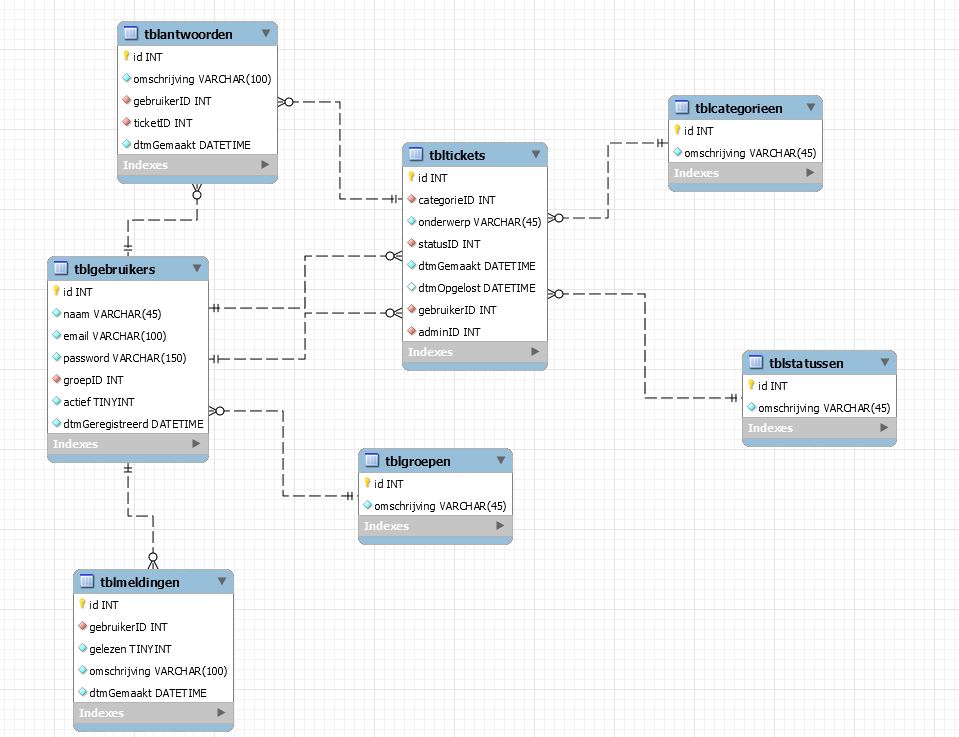 tblantwoorden
id INT
omschrijving VARCHAR(100)
gebruikerID INT
ticketID INT
dtmGemaakt DATETIME
Indexes
tblcategorieen
id INT
omschrijving VARCHAR(45)
Indexes
tbltickets
id INT
categorieID INT
onderwerp VARCHAR(45)
statusID INT
dtmGemaakt DATETIME
dtmOpgelost DATETIME
gebruikerID INT
adminID INT
Indexes
tblgebruikers
id INT
naam VARCHAR(45)
email VARCHAR(100)
password VARCHAR(150)
groepID INT
actief TINYINT
dtmGeregistreerd DATETIME
Indexes
tblstatussen
id INT
omschrijving VARCHAR(45)
Indexes
tblgroepen
id INT
omschrijving VARCHAR(45)
Indexes
tblmeldingen
id INT
gebruikerID INT
gelezen TINYINT
omschrijving VARCHAR(100)
dtmGemaakt DATETIME
Indexes